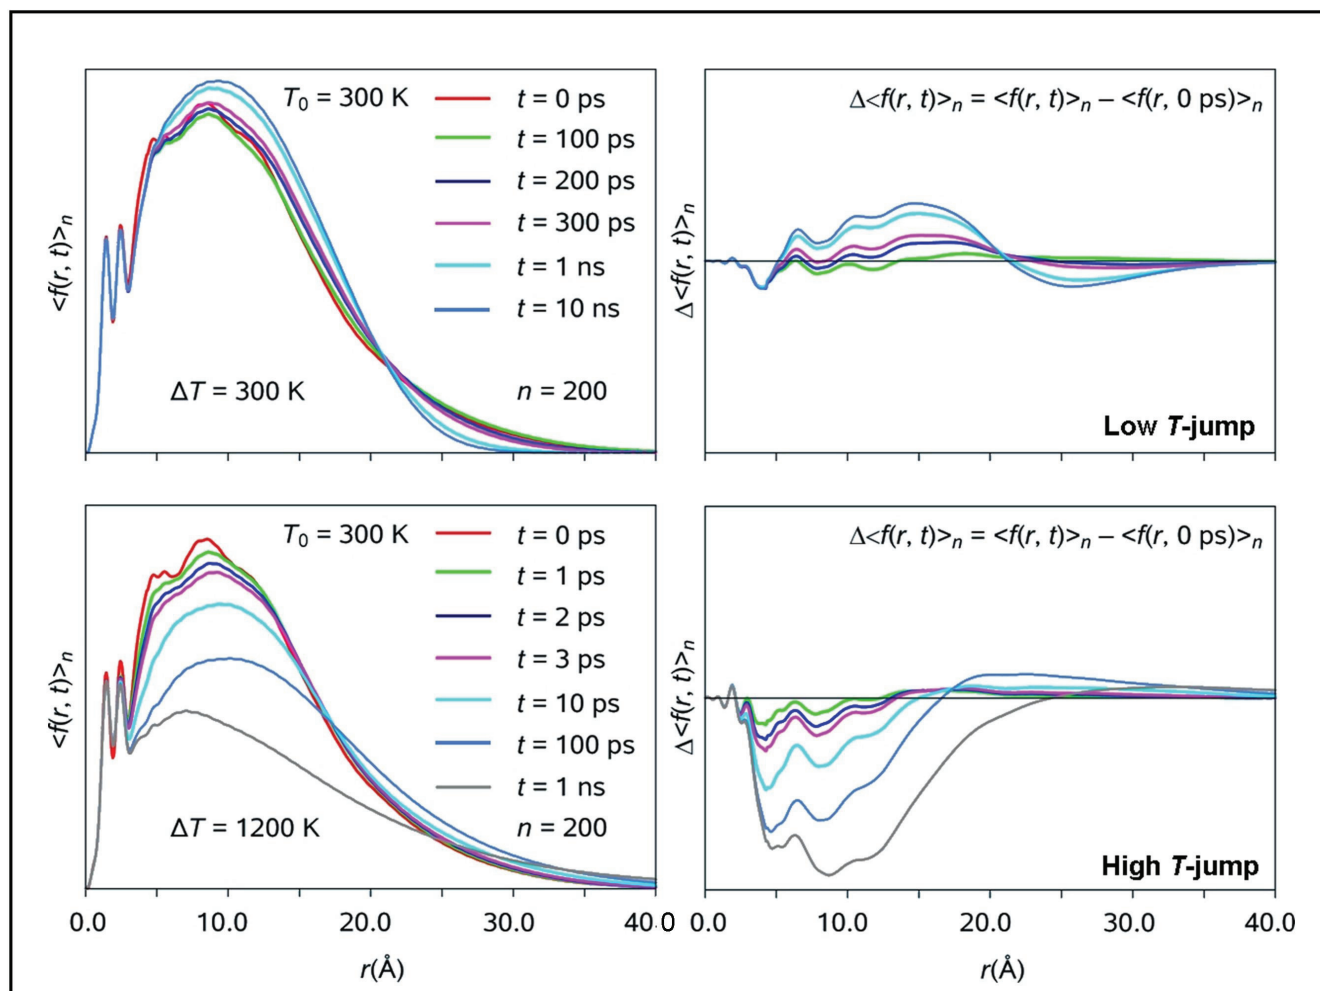 T₀ = 300 K
t = 0 ps
t = 100 ps
t = 200 ps
t = 300 ps
t = 1 ns
t = 10 ns
<f(r, t)>ₙ
ΔT = 300 K
n = 200
Δ<f(r, t)>ₙ = <f(r, t)>ₙ – <f(r, 0 ps)>ₙ
Δ<f(r, t)>ₙ
Low T-jump
T₀ = 300 K
t = 0 ps
t = 1 ps
t = 2 ps
t = 3 ps
t = 10 ps
t = 100 ps
t = 1 ns
<f(r, t)>ₙ
ΔT = 1200 K
n = 200
0.0 10.0 20.0 30.0 40.0
r(Å)
Δ<f(r, t)>ₙ = <f(r, t)>ₙ – <f(r, 0 ps)>ₙ
Δ<f(r, t)>ₙ
High T-jump
0.0 10.0 20.0 30.0 40.0
r(Å)